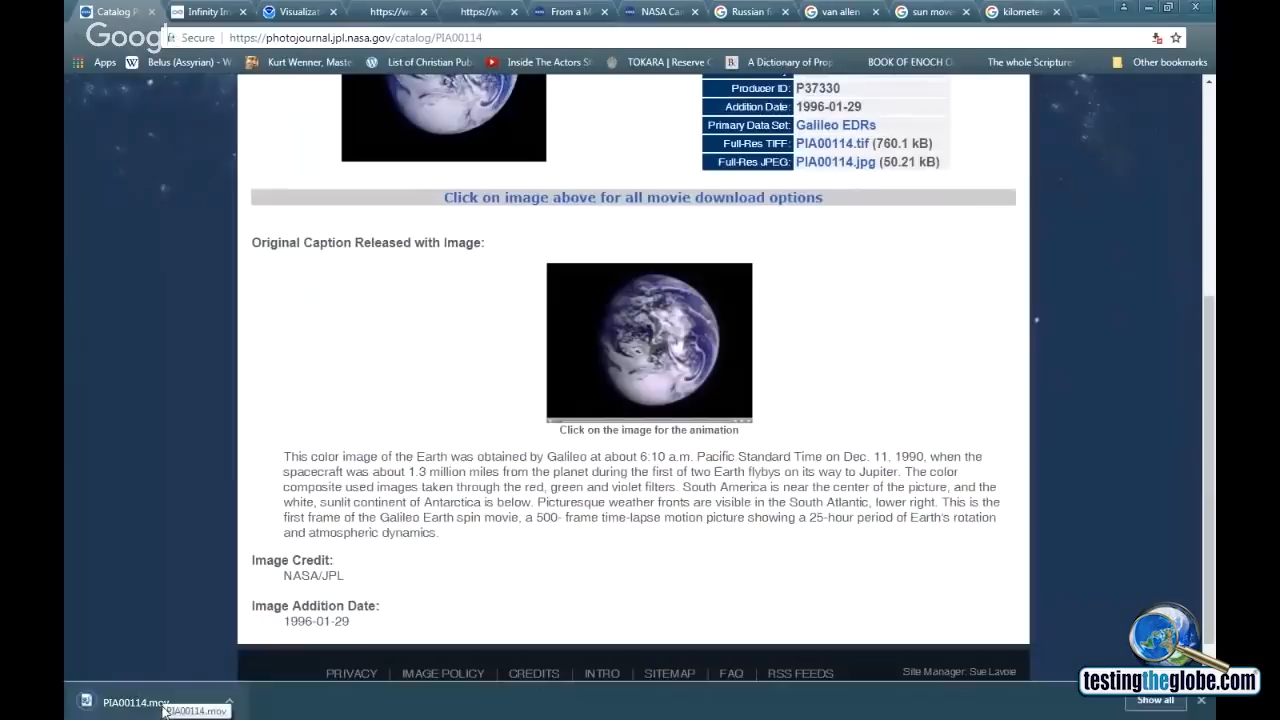 Catalog P
Infinity Im
Visualizat
https://w
https://w
From a M
NASA Ca
Russian f
van allen
sun move
kilomete
Goog
Secure
https://photojournal.jpl.nasa.gov/catalog/PIA00114
Apps
Belus (Assyrian) - W
Kurt Wenner, Maste
List of Christian Pub
Inside The Actors S
TOKARA | Reserve C
A Dictionary of Prop
BOOK OF ENOCH C
The whole Scripture
Other bookmarks
Producer ID: P37330
Addition Date: 1996-01-29
Primary Data Set: Galileo EDRs
Full-Res TIFF: PIA00114.tif (760.1 kB)
Full-Res JPEG: PIA00114.jpg (50.21 kB)
Click on image above for all movie download options
Original Caption Released with Image:
Click on the image for the animation
This color image of the Earth was obtained by Galileo at about 6:10 a.m. Pacific Standard Time on Dec. 11, 1990, when the
spacecraft was about 1.3 million miles from the planet during the first of two Earth flybys on its way to Jupiter. The color
composite used images taken through the red, green and violet filters. South America is near the center of the picture, and the
white, sunlit continent of Antarctica is below. Picturesque weather fronts are visible in the South Atlantic, lower right. This is the
first frame of the Galileo Earth spin movie, a 500- frame time-lapse motion picture showing a 25-hour period of Earth's rotation
and atmospheric dynamics.
Image Credit:
NASA/JPL
Image Addition Date:
1996-01-29
PRIVACY | IMAGE POLICY | CREDITS | INTRO | SITEMAP | FAQ | RSS FEEDS
Site Manager: Sue Lavoie
testingtheglobe.com
PIA00114.mov
PIA00114.mov
Show all